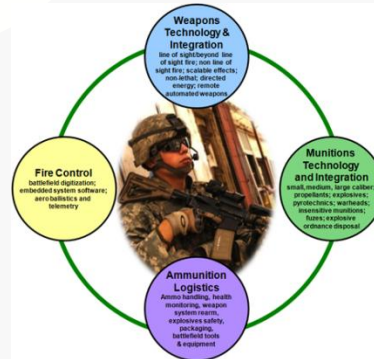 Weapons
Technology &
Integration
line of sight/beyond line
of sight fire; non line of
sight fire; scalable effects;
non-lethal; directed
energy; remote
automated weapons
Fire Control
battlefield digitization;
embedded system software;
aero ballistics and
telemetry
Munitions
Technology
and Integration
small, medium, large caliber;
propellants; explosives;
pyrotechnics; warheads;
insensitive munitions;
fuzes; explosive
ordnance disposal
Ammunition
Logistics
Ammo handling, health
monitoring, weapon
system rearm,
explosives safety,
packaging,
battlefield tools
& equipment